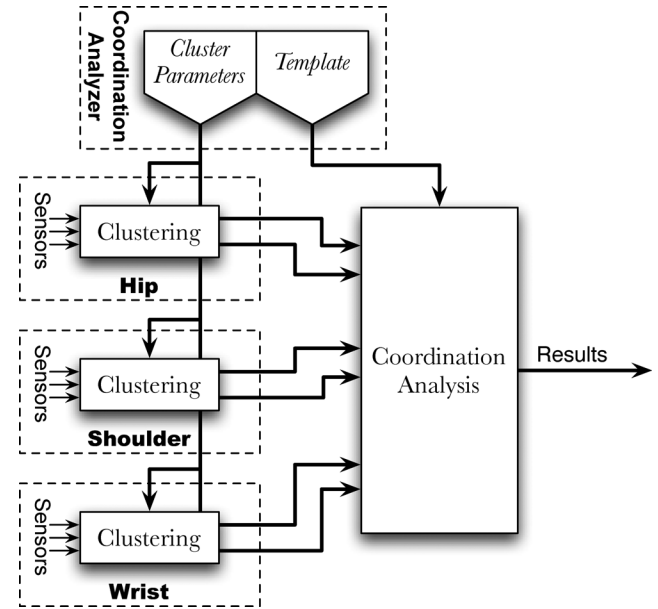 Coordination
Analyzer
Cluster
Parameters
Template
Sensors
Clustering
Hip
Sensors
Clustering
Shoulder
Sensors
Clustering
Wrist
Coordination
Analysis
Results